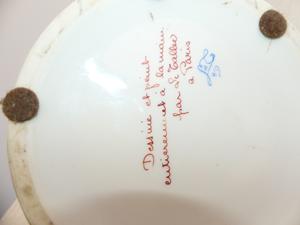 Dessiné et peint
entièrement à la main
par Le Tallec
à Paris